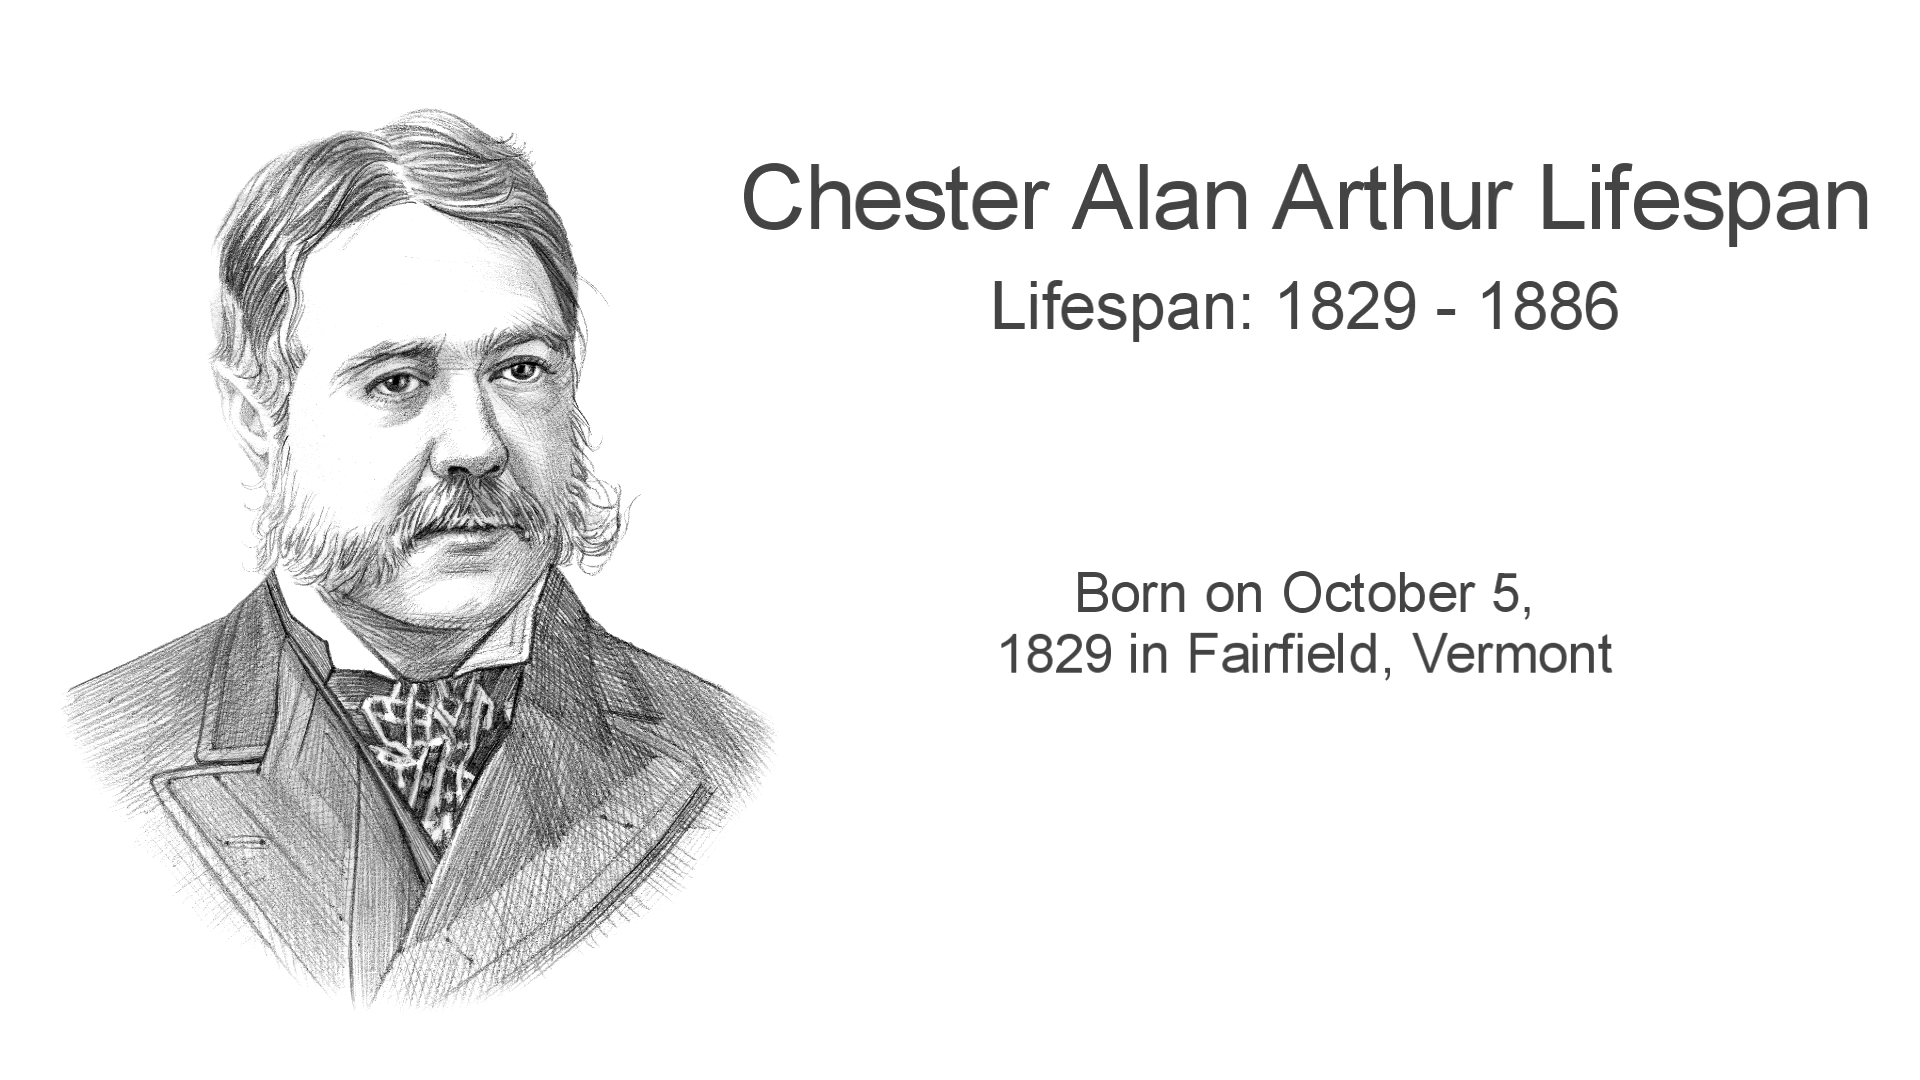 Chester Alan Arthur Lifespan
Lifespan: 1829 - 1886
Born on October 5,
1829 in Fairfield, Vermont